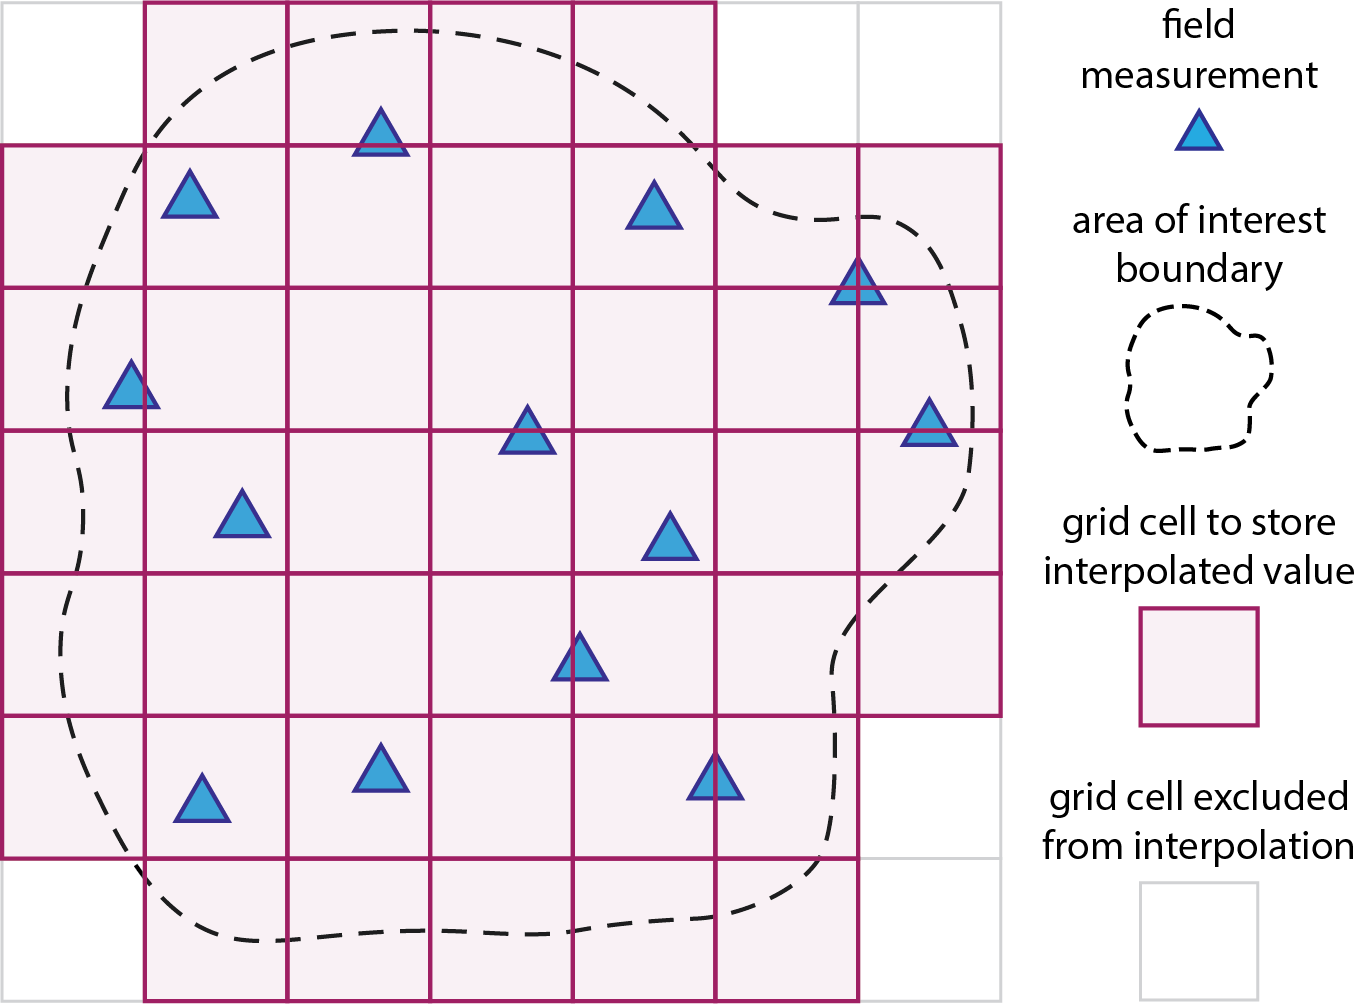 field
measurement
area of interest
boundary
grid cell to store
interpolated value
grid cell excluded
from interpolation